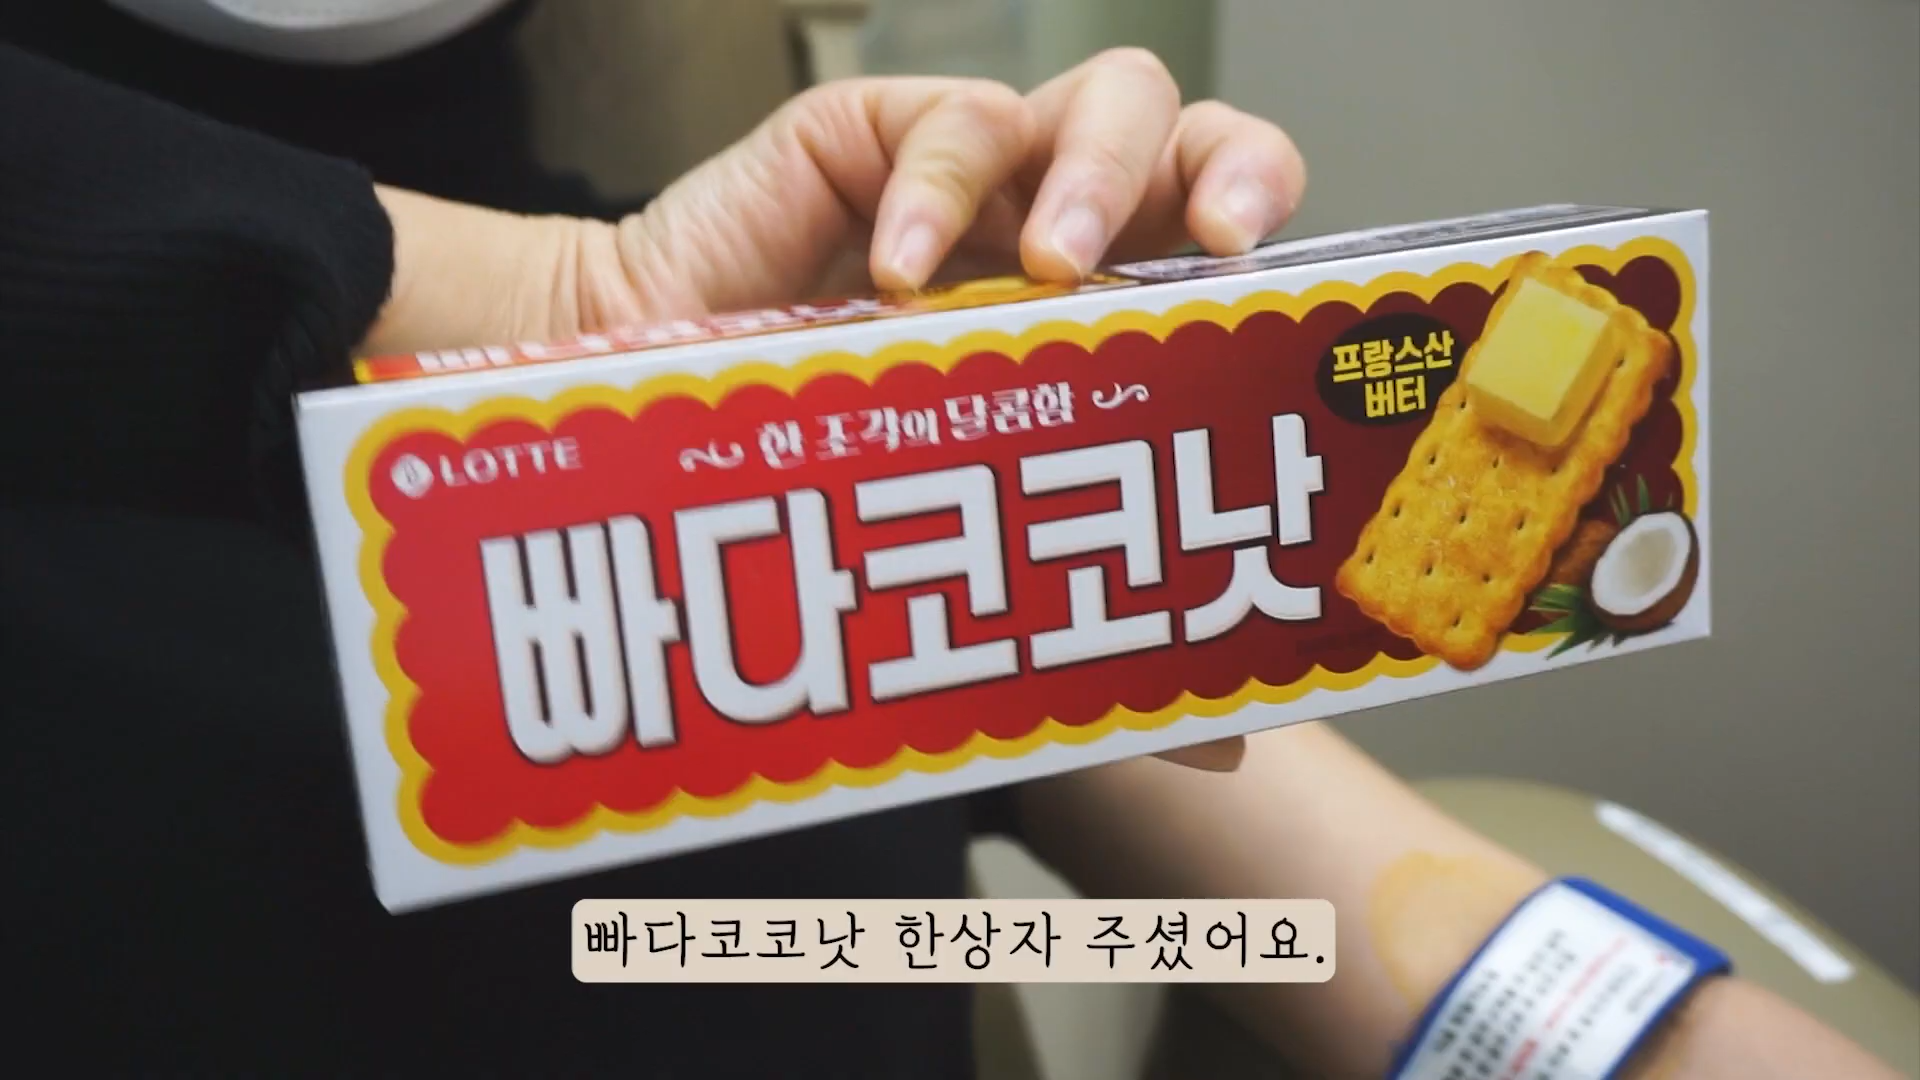 LOTTE
한 조각의 달콤함
빠다코코낫
프랑스산
버터
빠다코코낫 한상자 주셨어요.